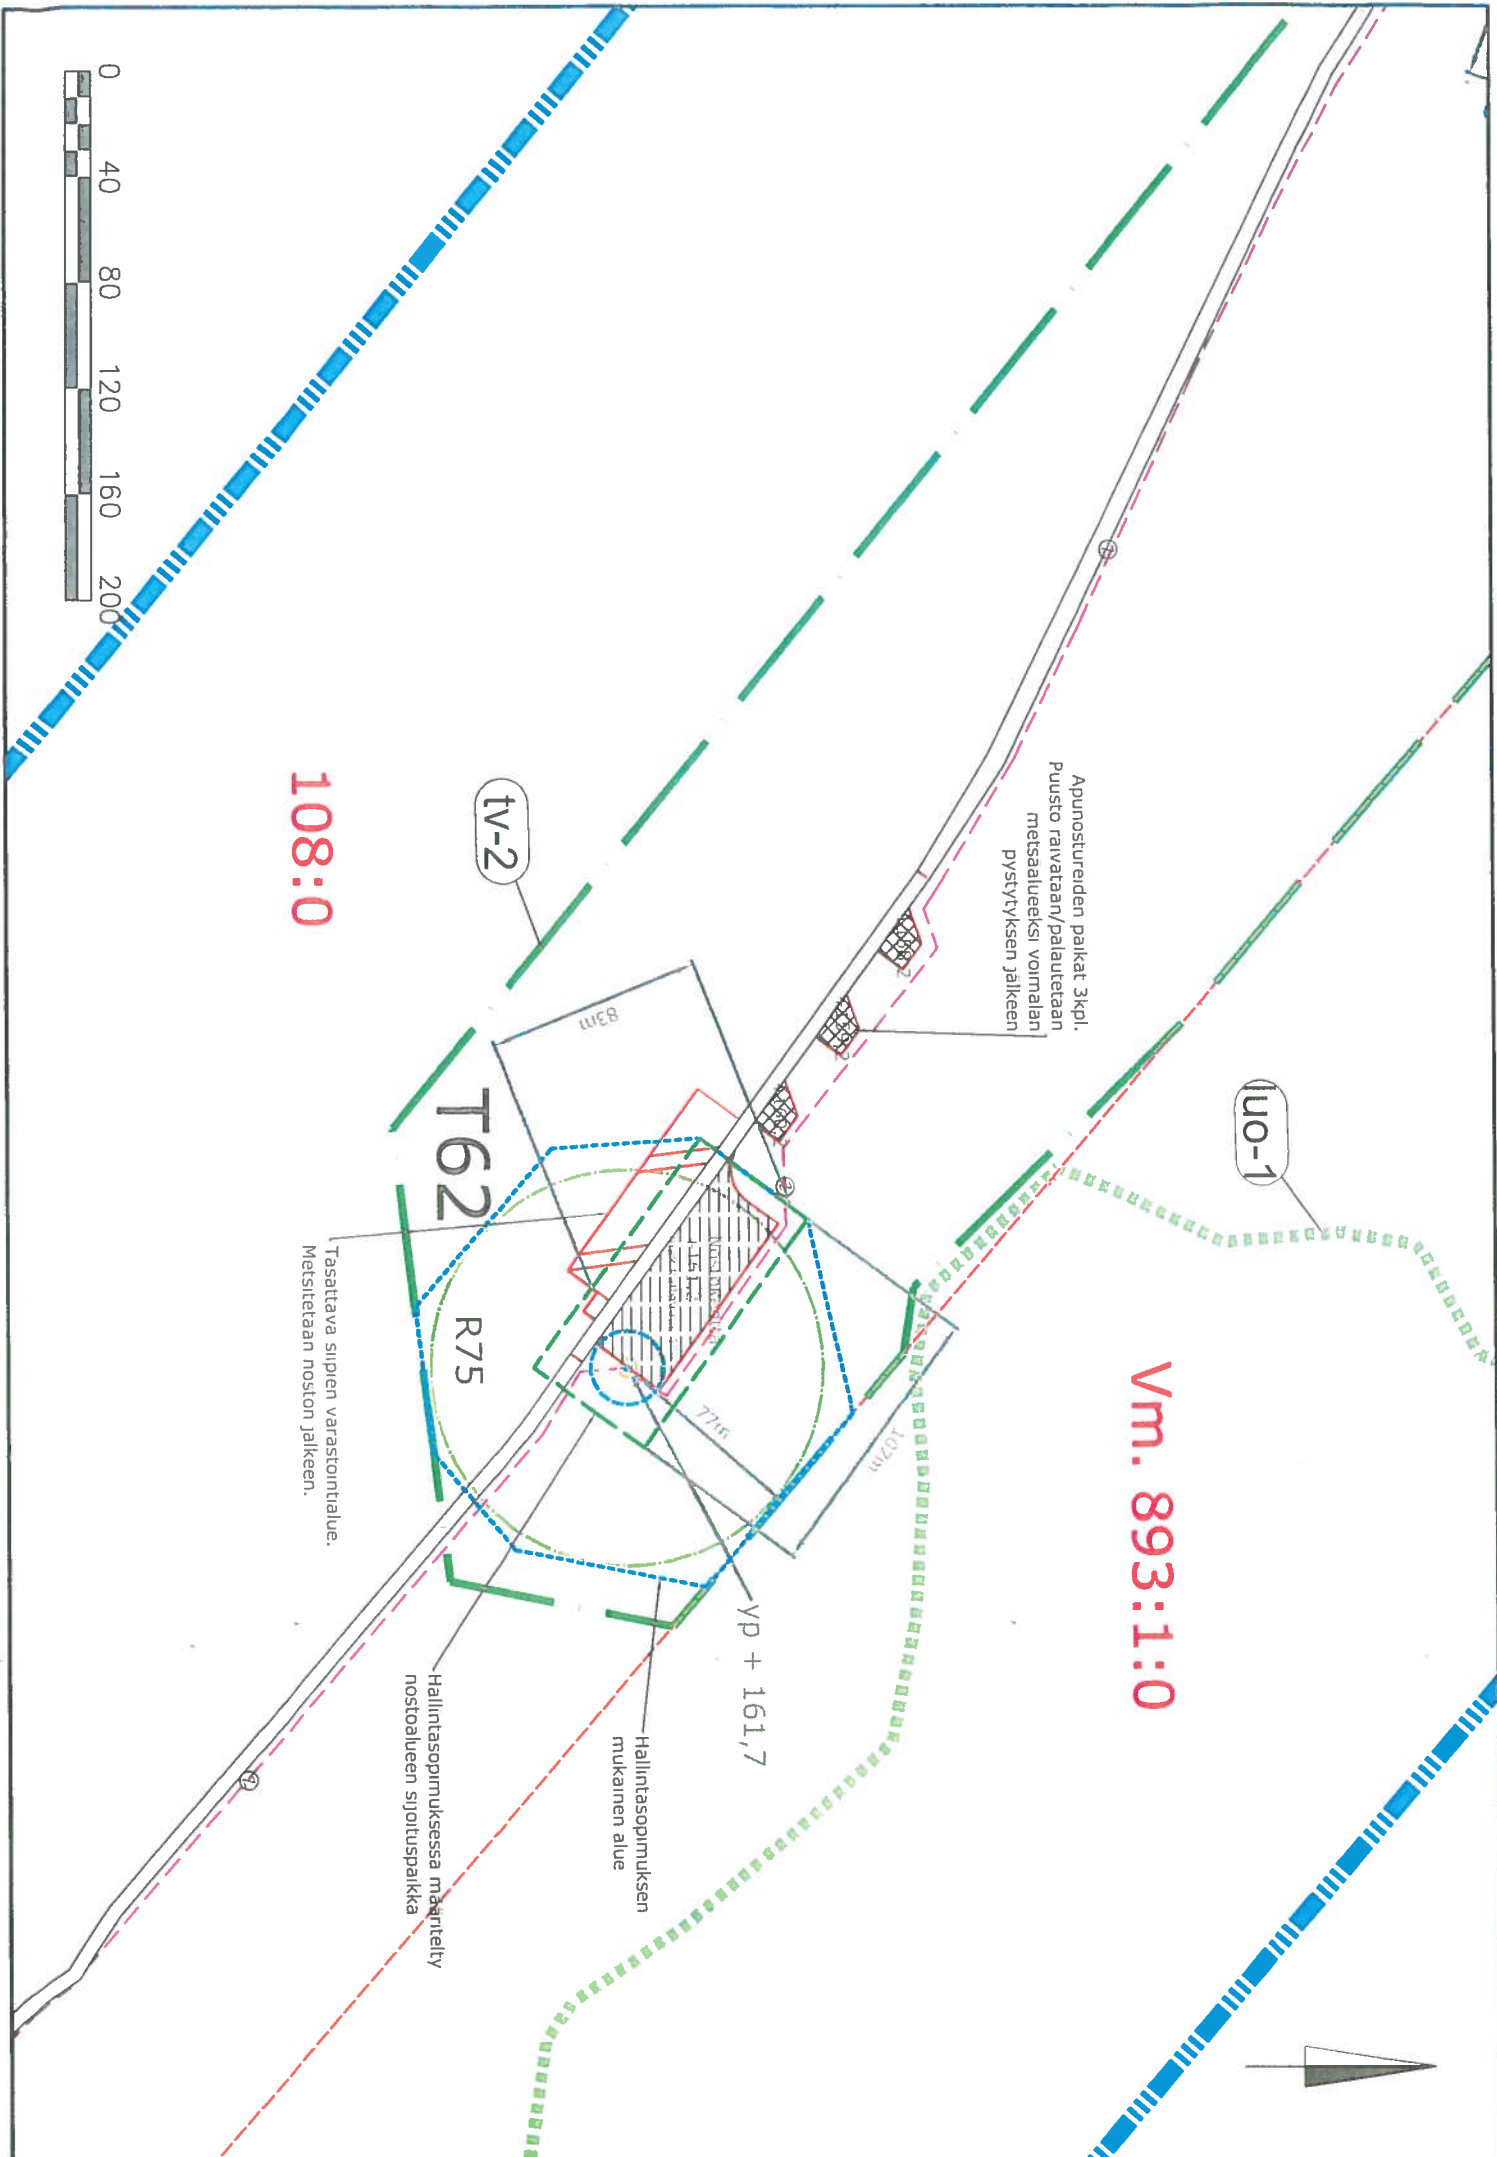 luo-1
Vm. 893:1:0
Apunostureiden paikat 3kpl.
Puusto raivataan/palautetaan
metsäalueeksi voimalan
pystytyksen jälkeen
107m
77m
83m
yp + 161,7
Hallintasopimuksen
mukainen alue
tv-2
T62
R75
Hallintasopimuksessa määritelty
nostoalueen sijoituspaikka
Tasattava siipien varastointialue.
Metsitetään noston jälkeen.
108:0
0 40 80 120 160 200